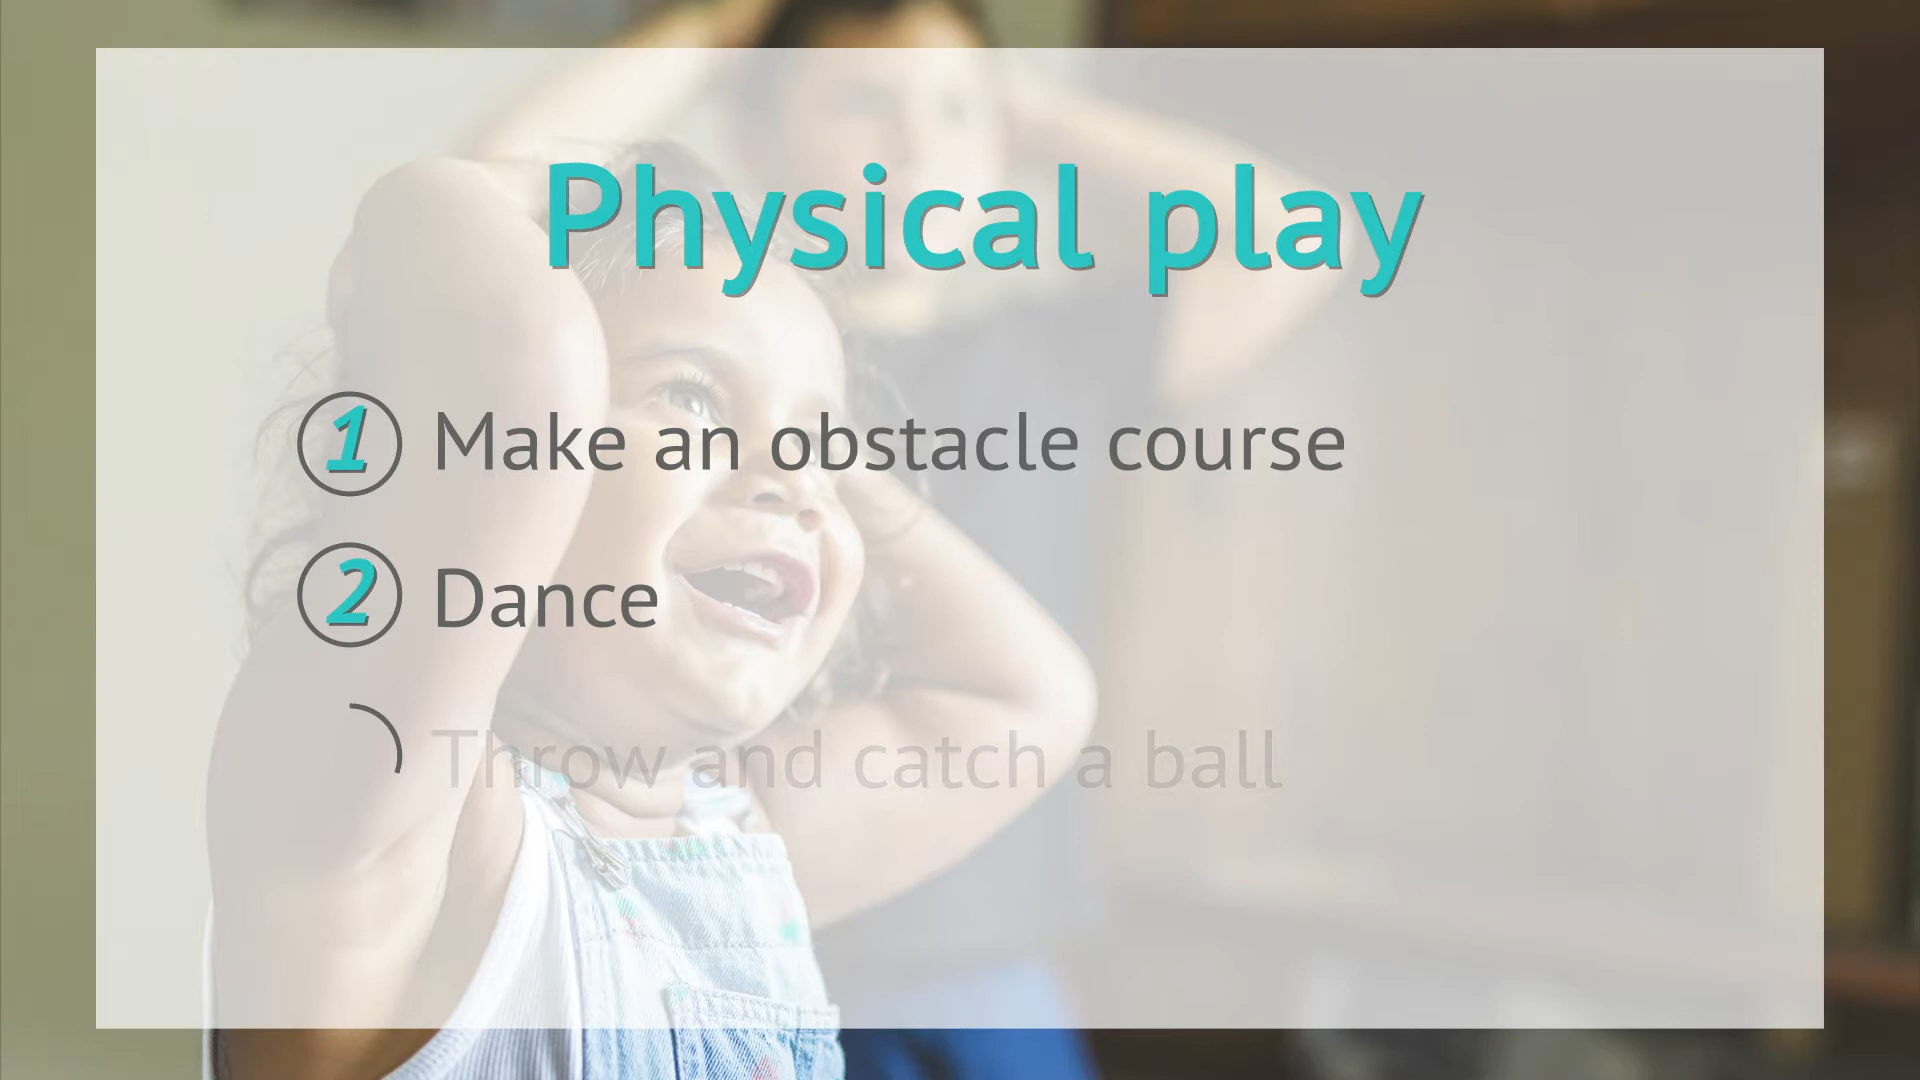 Physical play
1 Make an obstacle course
2 Dance
Throw and catch a ball